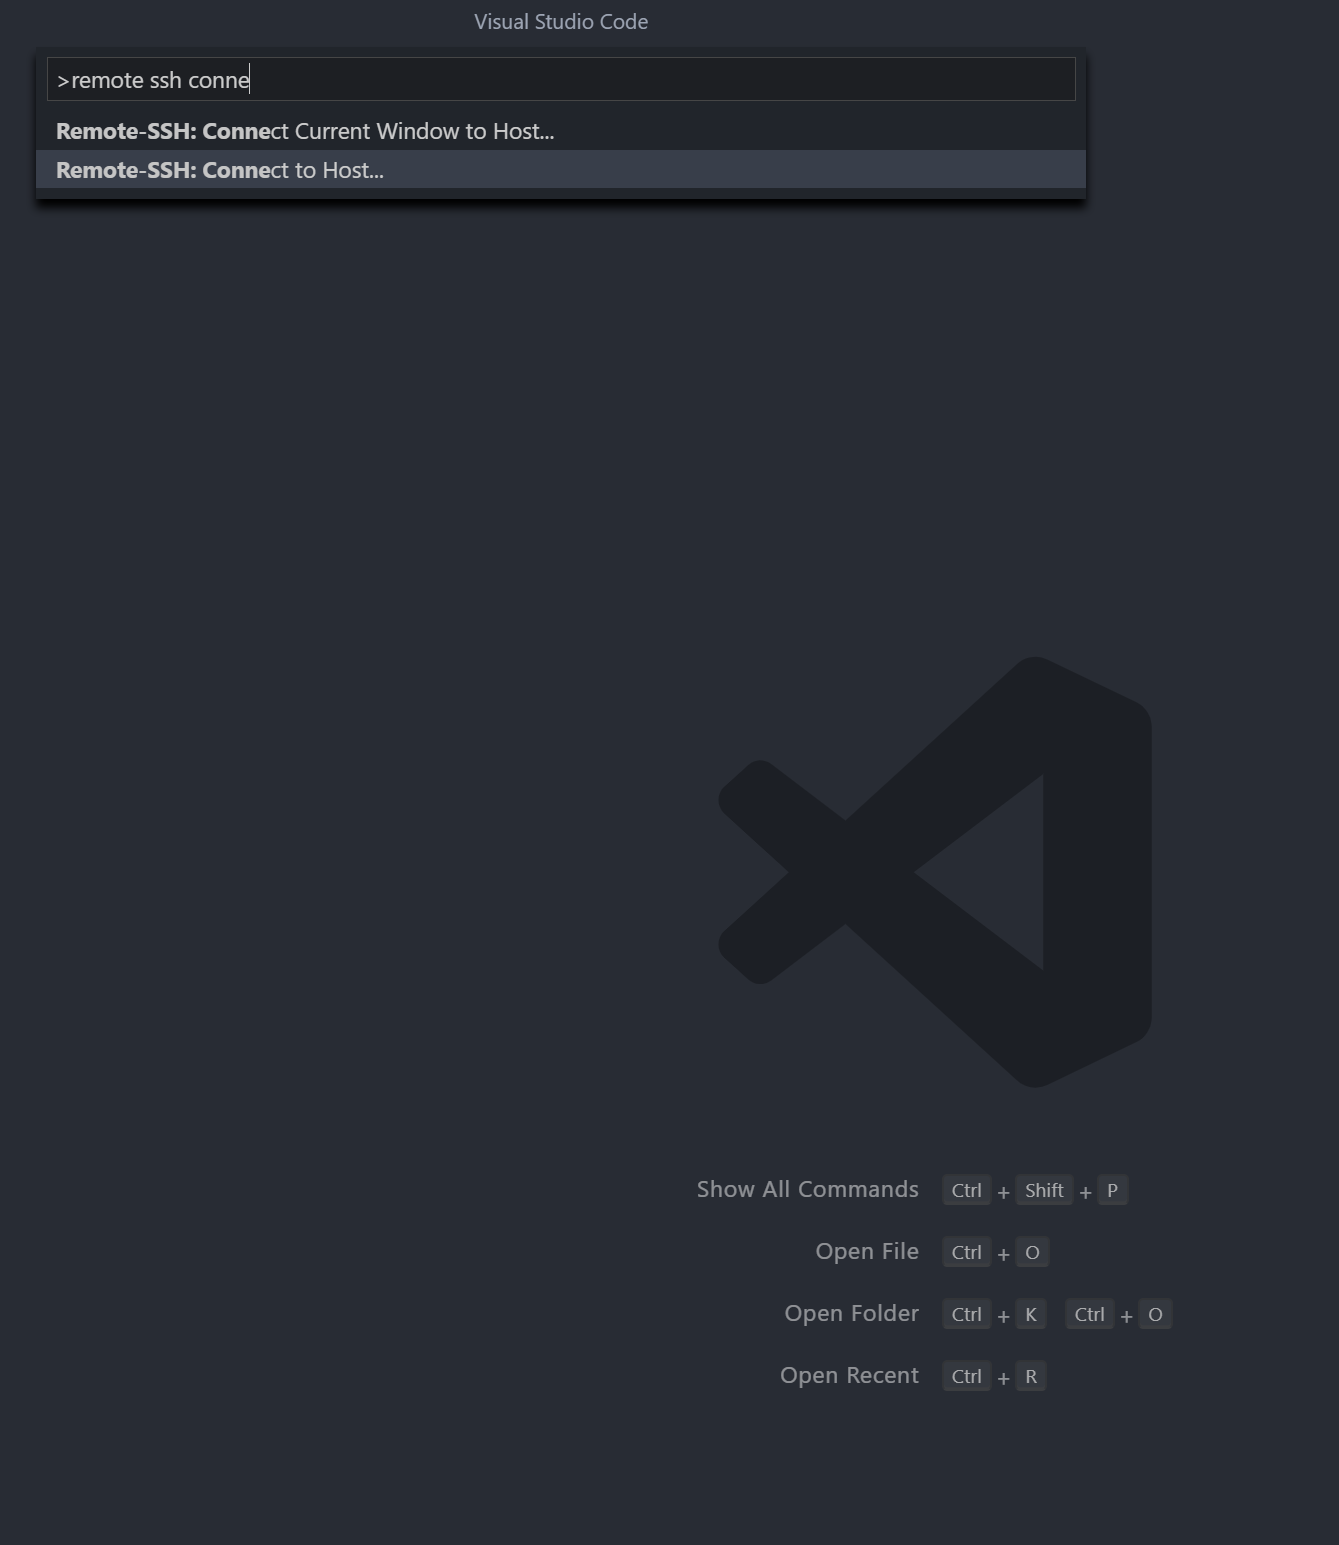 Visual Studio Code
>remote ssh conne
Remote-SSH: Connect Current Window to Host...
Remote-SSH: Connect to Host...
Show All Commands Ctrl + Shift + P
Open File Ctrl + O
Open Folder Ctrl + K Ctrl + O
Open Recent Ctrl + R